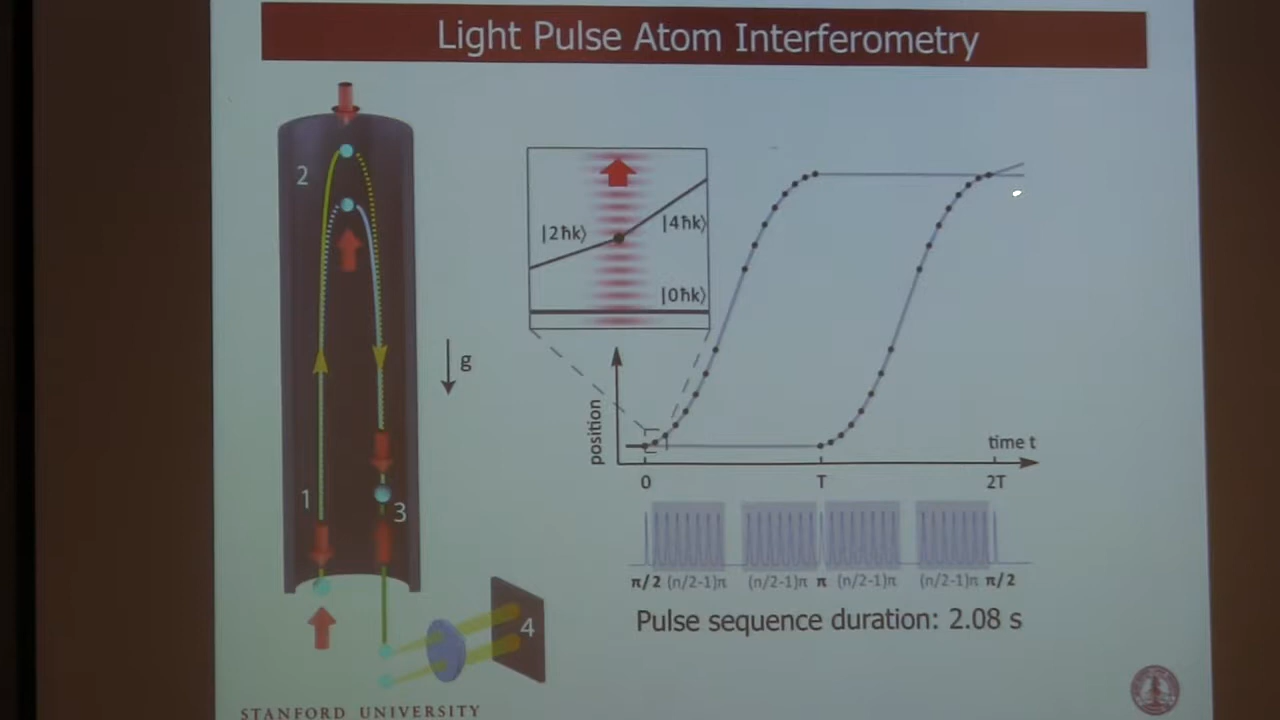 Light Pulse Atom Interferometry
2
|2ħk⟩
|4ħk⟩
|0ħk⟩
g
position
time t
0 T 2T
1
3
π/2 (n/2-1)π (n/2-1)π π (n/2-1)π (n/2-1)π π/2
Pulse sequence duration: 2.08 s
4
STANFORD UNIVERSITY